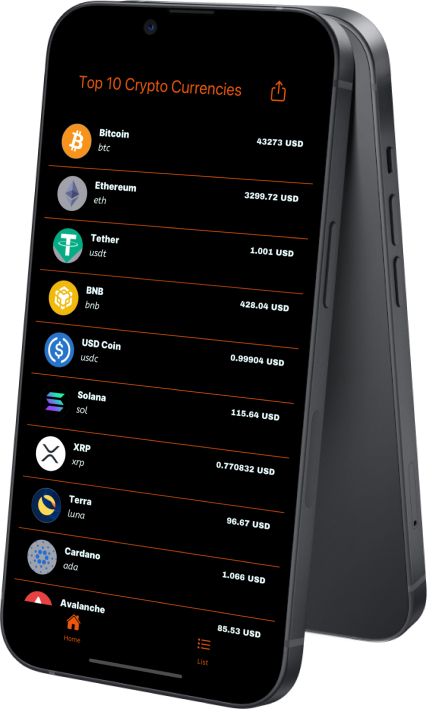 Top 10 Crypto Currencies
Bitcoin
btc
43273 USD
Ethereum
eth
3299.72 USD
Tether
usdt
1.001 USD
BNB
bnb
428.04 USD
USD Coin
usdc
0.99904 USD
Solana
sol
115.64 USD
XRP
xrp
0.770832 USD
Terra
luna
96.67 USD
Cardano
ada
1.066 USD
Avalanche
85.53 USD
Home
List